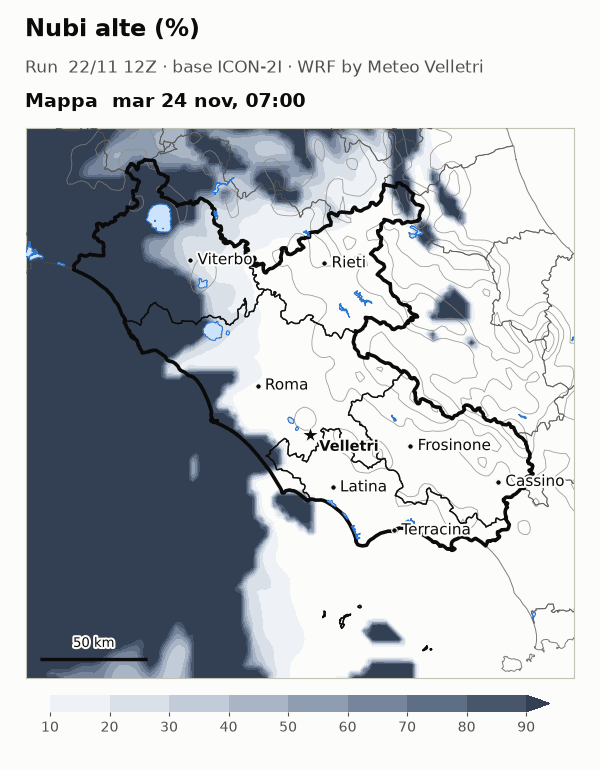 Nubi alte (%)
Run  22/11 12Z · base ICON-2I · WRF by Meteo Velletri
Mappa  mar 24 nov, 07:00
Viterbo
Rieti
Roma
Velletri
Frosinone
Latina
Cassino
Terracina
50 km
10 20 30 40 50 60 70 80 90